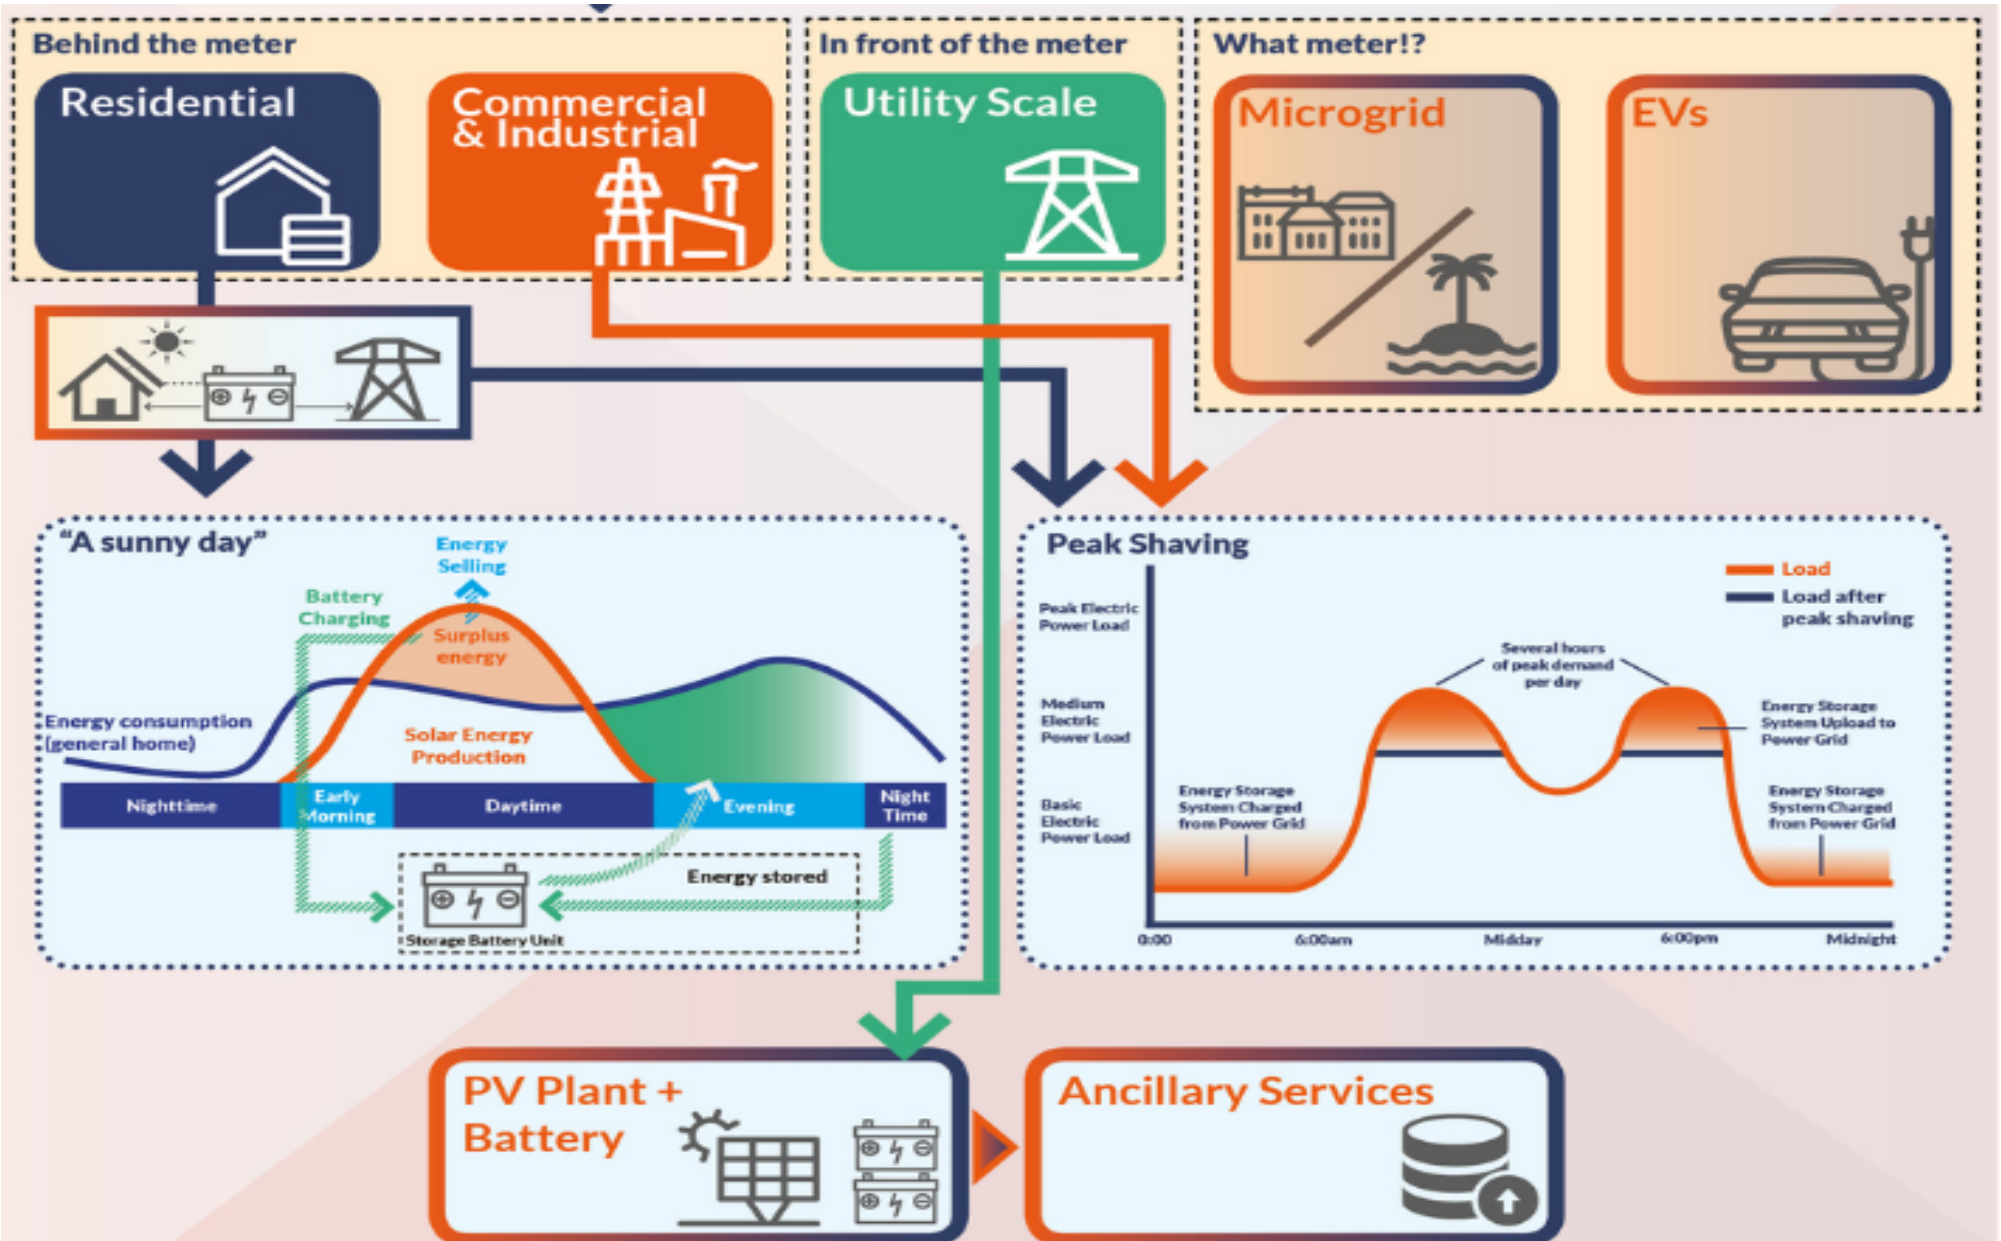 Behind the meter
In front of the meter
What meter!?
Residential
Commercial
& Industrial
Utility Scale
Microgrid
EVs
"A sunny day"
Energy
Selling
Battery
Charging
Surplus
energy
Energy consumption
(general home)
Solar Energy
Production
Nighttime
Early
Morning
Daytime
Evening
Night
Time
Energy stored
Storage Battery Unit
Peak Shaving
Load
Load after
peak shaving
Peak Electric
Power Load
Several hours
of peak demand
per day
Medium
Electric
Power Load
Energy Storage
System Upload to
Power Grid
Energy Storage
System Charged
from Power Grid
Basic
Electric
Power Load
Energy Storage
System Charged
from Power Grid
0:00
6:00am
Midday
6:00pm
Midnight
PV Plant +
Battery
Ancillary Services